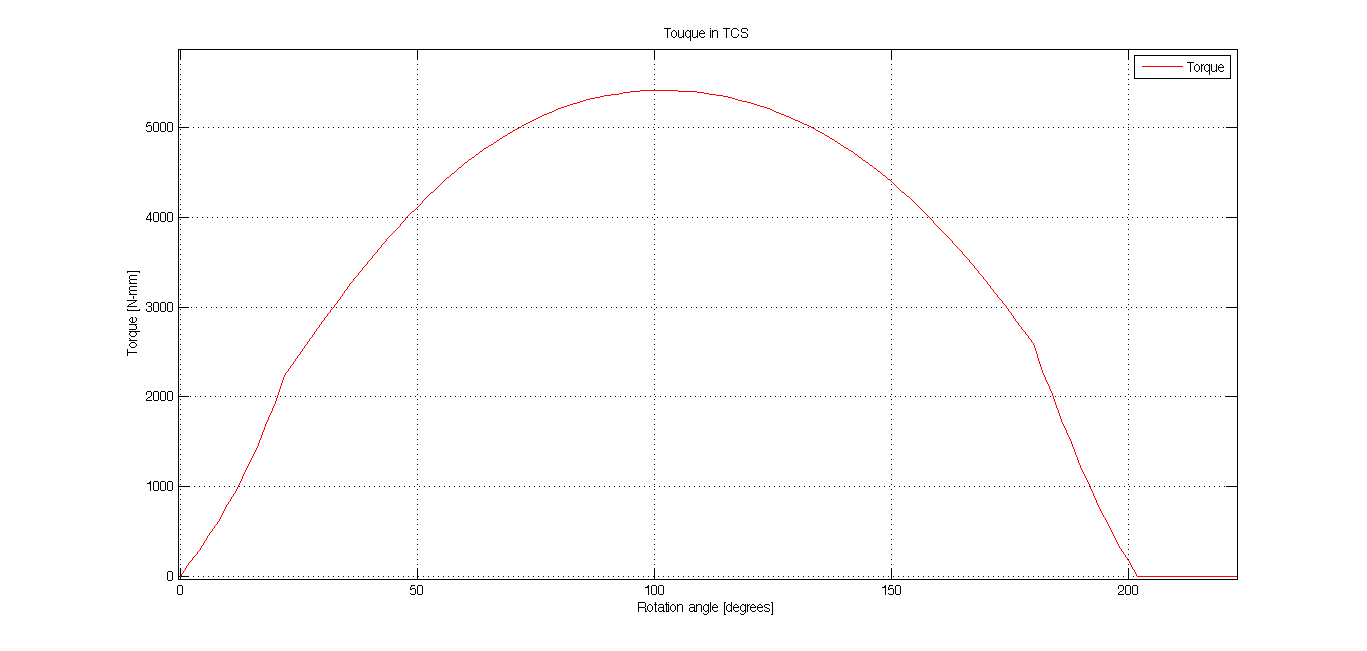 Touque in TCS
Torque
5000
4000
3000
2000
1000
0
Torque [N-mm]
0 50 100 150 200
Rotation angle [degrees]